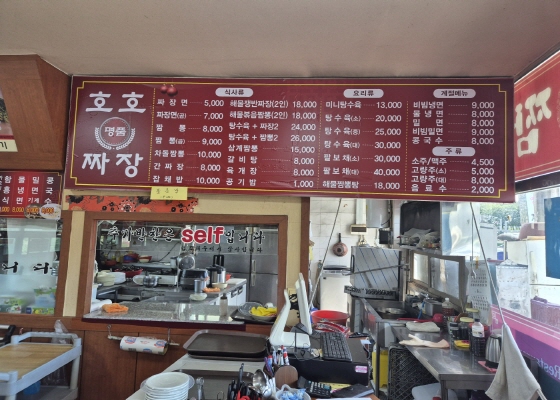 호호
명품
짜장
식사류
짜장면 5,000
짜장면(곱) 7,000
짬뽕 8,000
짬뽕(곱) 9,000
차돌짬뽕 10,000
간짜장 8,000
잡채밥 10,000
해물쟁반짜장(2인) 18,000
해물볶음짬뽕(2인) 18,000
탕수육 + 짜장2 24,000
탕수육 + 짬뽕2 26,000
삼계짬뽕 15,000
갈비탕 8,000
육개장 8,000
공기밥 1,000
요리류
미니탕수육 13,000
탕수육(소) 20,000
탕수육(중) 25,000
탕수육(대) 30,000
깐보채(소) 30,000
깐보채(대) 40,000
해물짬뽕탕 18,000
계절메뉴
비빔냉면 9,000
물냉면 8,000
밀면 8,000
비빔밀면 9,000
콩국수 8,000
주류
소주/맥주 4,500
고량주(소) 5,000
고량주(대) 8,000
음료수 2,000
짬
self입니다